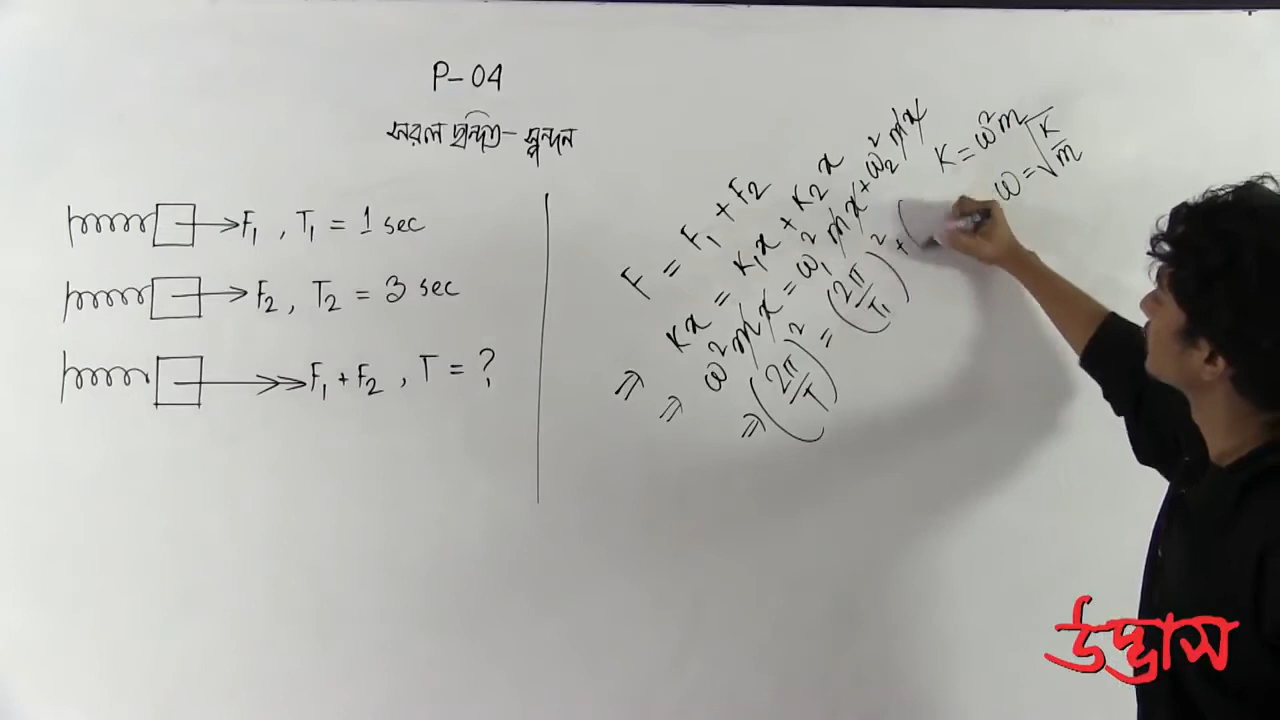 P-04
সরল ছন্দিত- স্পন্দন
F₁, T₁ = 1 sec
F₂, T₂ = 3 sec
F₁ + F₂, T = ?
F = F₁ + F₂
⇒ Kx = K₁x + K₂x
⇒ ω²mx = ω₁²mx + ω₂²mx
⇒ (2π/T)² = (2π/T₁)² + (
K = ω²m
ω = √K/m
উদ্ভাস